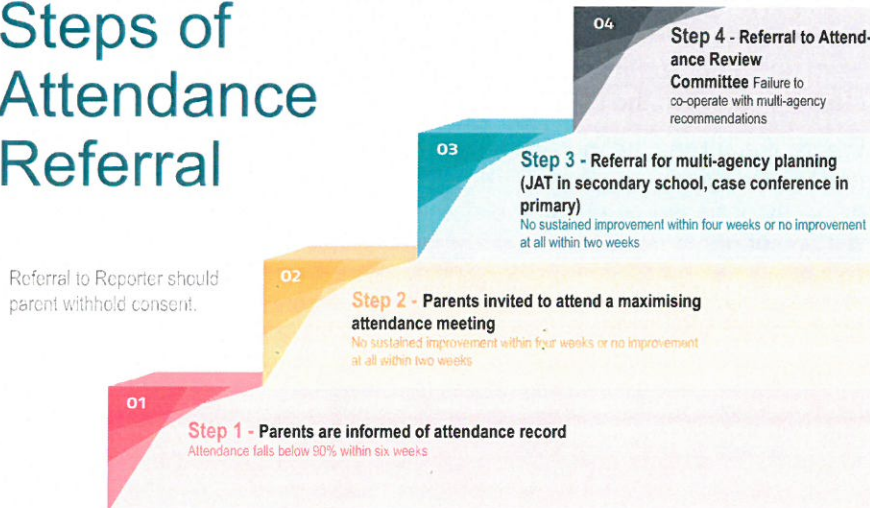 Steps of
Attendance
Referral
Referral to Reporter should
parent withhold consent.
04
Step 4 - Referral to Attend-
ance Review
Committee Failure to
co-operate with multi-agency
recommendations
03
Step 3 - Referral for multi-agency planning
(JAT in secondary school, case conference in
primary)
No sustained improvement within four weeks or no improvement
at all within two weeks
02
Step 2 - Parents invited to attend a maximising
attendance meeting
No sustained improvement within four weeks or no improvement
at all within two weeks
01
Step 1 - Parents are informed of attendance record
Attendance falls below 90% within six weeks